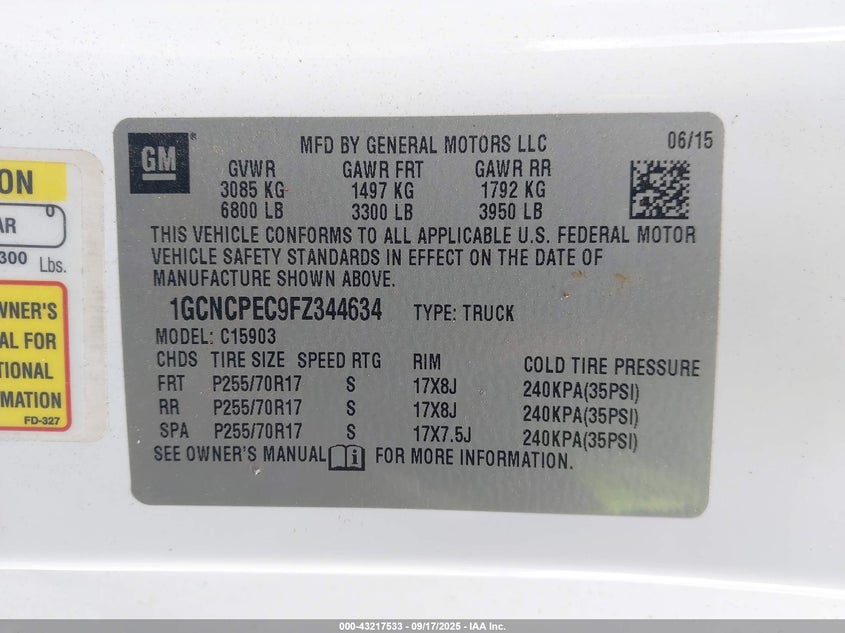 GM
MFD BY GENERAL MOTORS LLC
06/15
GVWR GAWR FRT GAWR RR
3085 KG 1497 KG 1792 KG
6800 LB 3300 LB 3950 LB
THIS VEHICLE CONFORMS TO ALL APPLICABLE U.S. FEDERAL MOTOR
VEHICLE SAFETY STANDARDS IN EFFECT ON THE DATE OF
MANUFACTURE SHOWN ABOVE.
1GCNCPEC9FZ344634 TYPE: TRUCK
MODEL: C15903
CHDS TIRE SIZE SPEED RTG RIM COLD TIRE PRESSURE
FRT P255/70R17 S 17X8J 240KPA(35PSI)
RR P255/70R17 S 17X8J 240KPA(35PSI)
SPA P255/70R17 S 17X7.5J 240KPA(35PSI)
SEE OWNER'S MANUAL i FOR MORE INFORMATION.
ON
AR 0
300 Lbs.
OWNER'S
AL FOR
TIONAL
MATION
FD-327
000-43217533 - 09/17/2025 - IAA Inc.